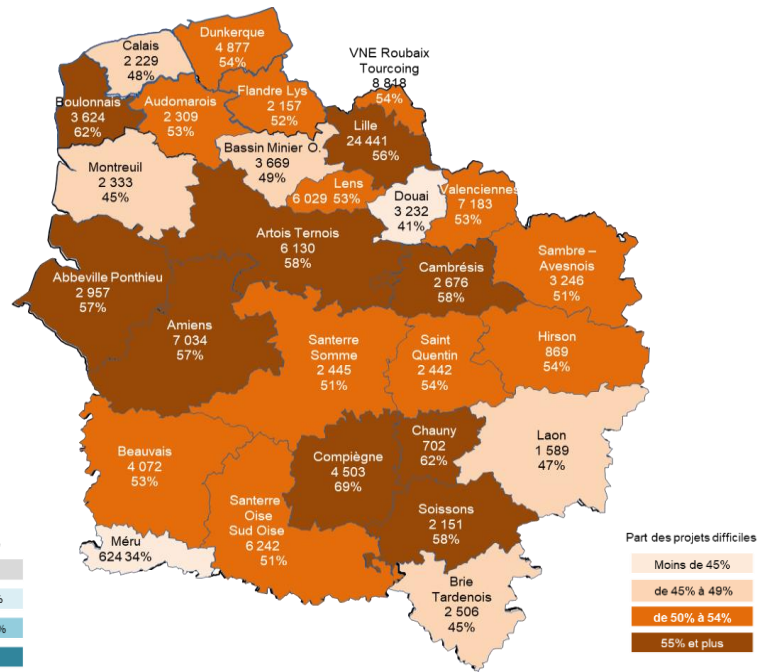 Dunkerque
4 877
54%
Calais
2 229
48%
VNE Roubaix
Tourcoing
8 818
54%
Boulonnais
3 624
62%
Audomarois
2 309
53%
Flandre Lys
2 157
52%
Lille
24 441
56%
Bassin Minier O.
3 669
49%
Montreuil
2 333
45%
Lens
6 029 53%
Douai
3 232
41%
Valenciennes
7 183
53%
Artois Ternois
6 130
58%
Cambrésis
2 676
58%
Sambre –
Avesnois
3 246
51%
Abbeville Ponthieu
2 957
57%
Amiens
7 034
57%
Santerre
Somme
2 445
51%
Saint
Quentin
2 442
54%
Hirson
869
54%
Beauvais
4 072
53%
Compiègne
4 503
69%
Chauny
702
62%
Laon
1 589
47%
Santerre
Oise
Sud Oise
6 242
51%
Soissons
2 151
58%
Méru
624 34%
Brie
Tardenois
2 506
45%
Part des projets difficiles
Moins de 45%
de 45% à 49%
de 50% à 54%
55% et plus
%
%